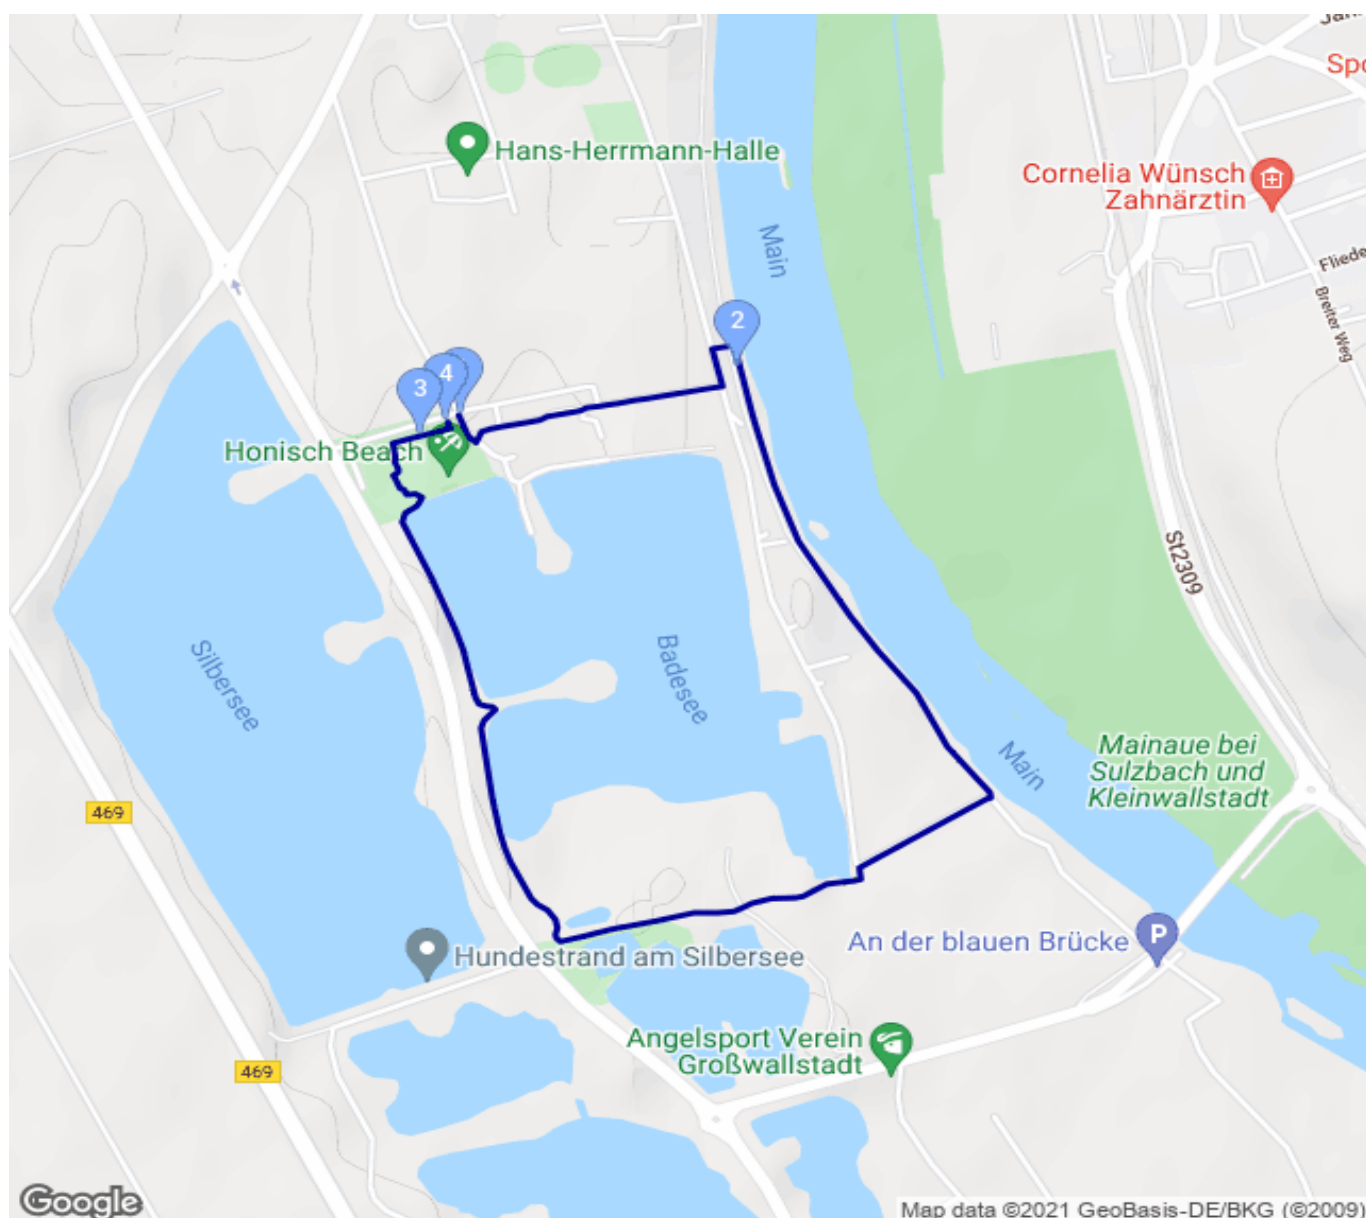 Jahn
Spo
Hans-Herrmann-Halle
Cornelia Wünsch
Zahnärztin
Main
Fliede
Breiter Weg
2
4
3
Honisch Beach
St2309
Silbersee
Badesee
Main
Mainaue bei
Sulzbach und
Kleinwallstadt
469
An der blauen Brücke
P
Hundestrand am Silbersee
Angelsport Verein
Großwallstadt
469
Google
Map data ©2021 GeoBasis-DE/BKG (©2009)